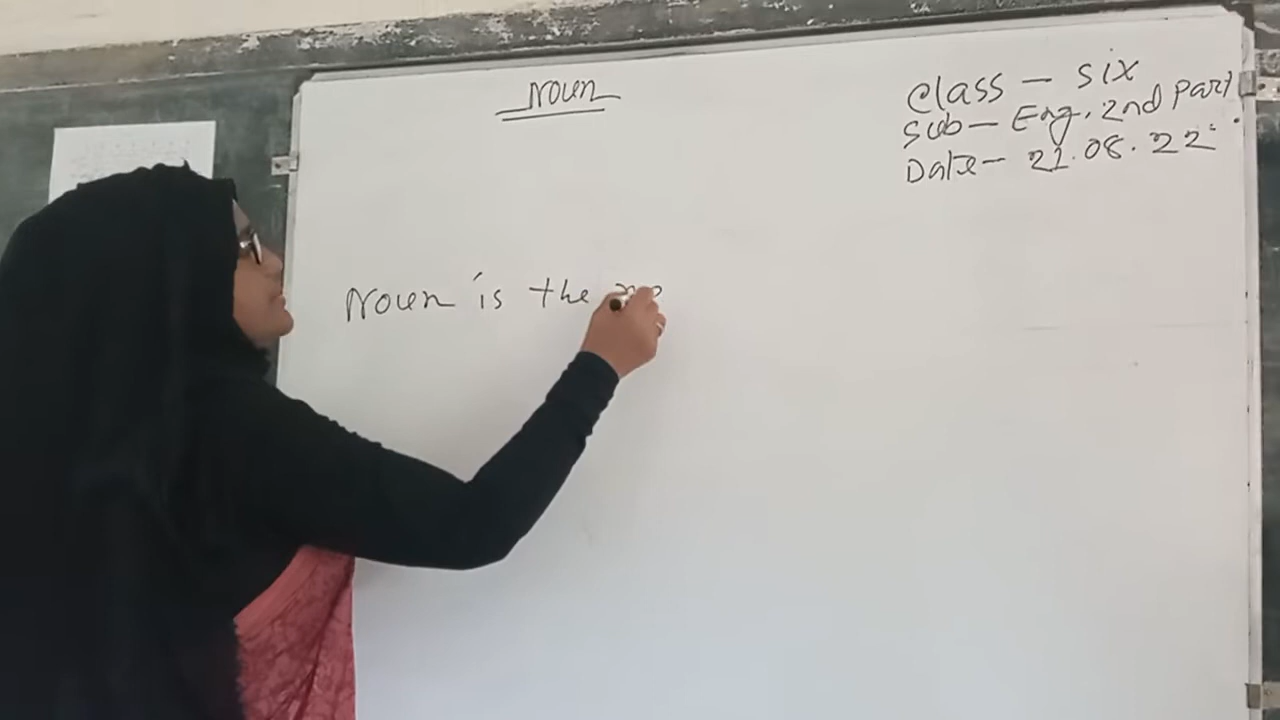 Noun
Class - Six
Sub - Eng. 2nd Part
Date - 21.08.22
Noun is the